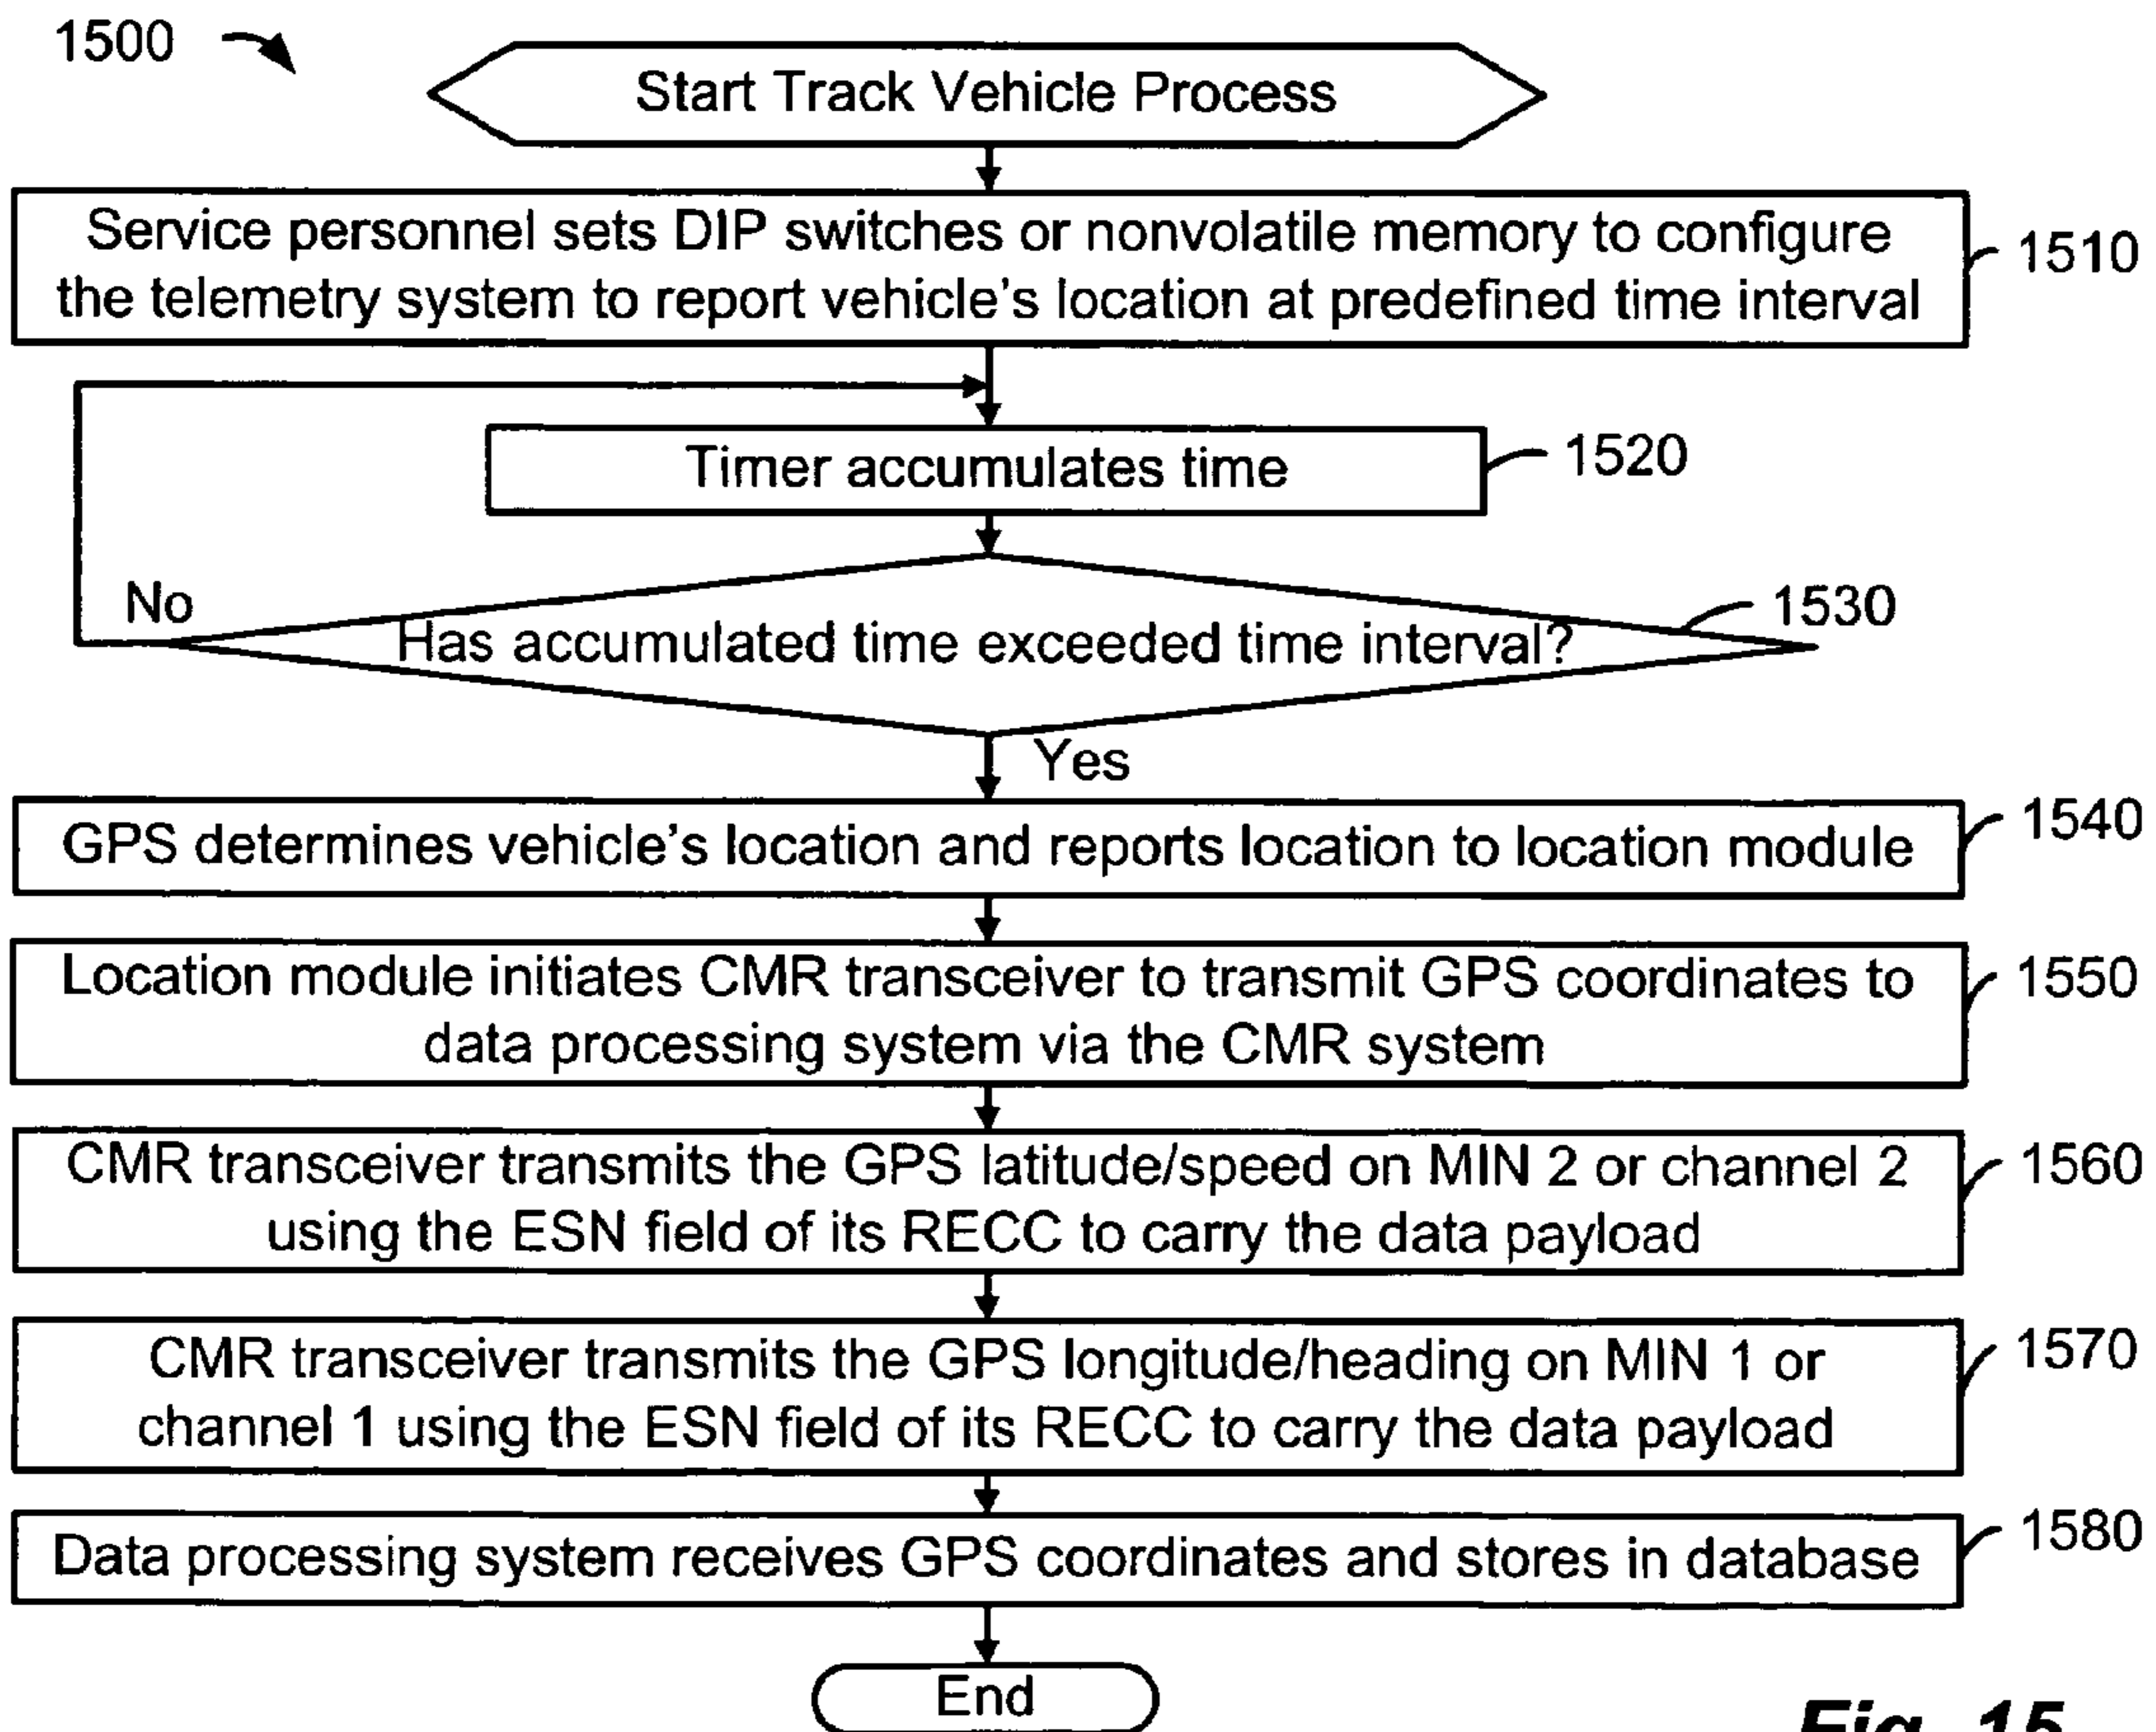 1500
Start Track Vehicle Process
Service personnel sets DIP switches or nonvolatile memory to configure
the telemetry system to report vehicle's location at predefined time interval
1510
Timer accumulates time
1520
No
Has accumulated time exceeded time interval?
1530
Yes
GPS determines vehicle's location and reports location to location module
1540
Location module initiates CMR transceiver to transmit GPS coordinates to
data processing system via the CMR system
1550
CMR transceiver transmits the GPS latitude/speed on MIN 2 or channel 2
using the ESN field of its RECC to carry the data payload
1560
CMR transceiver transmits the GPS longitude/heading on MIN 1 or
channel 1 using the ESN field of its RECC to carry the data payload
1570
Data processing system receives GPS coordinates and stores in database
1580
End
Fig. 15